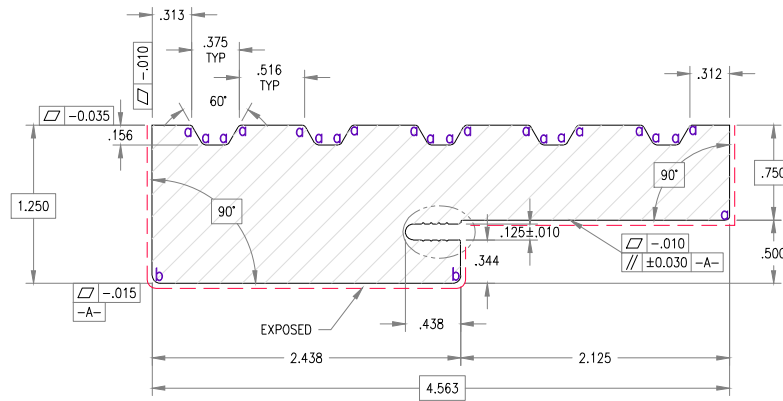 .313
.375
TYP
.516
TYP
60°
.312
▱ -.010
▱ -0.035
.156
a a a a a a a a a a a a a a a a a a a a
1.250
90°
90°
.750
a
.125±.010
▱ -.010
// ±0.030 -A-
.344
.500
b b
▱ -.015
-A-
EXPOSED
.438
2.438
2.125
4.563